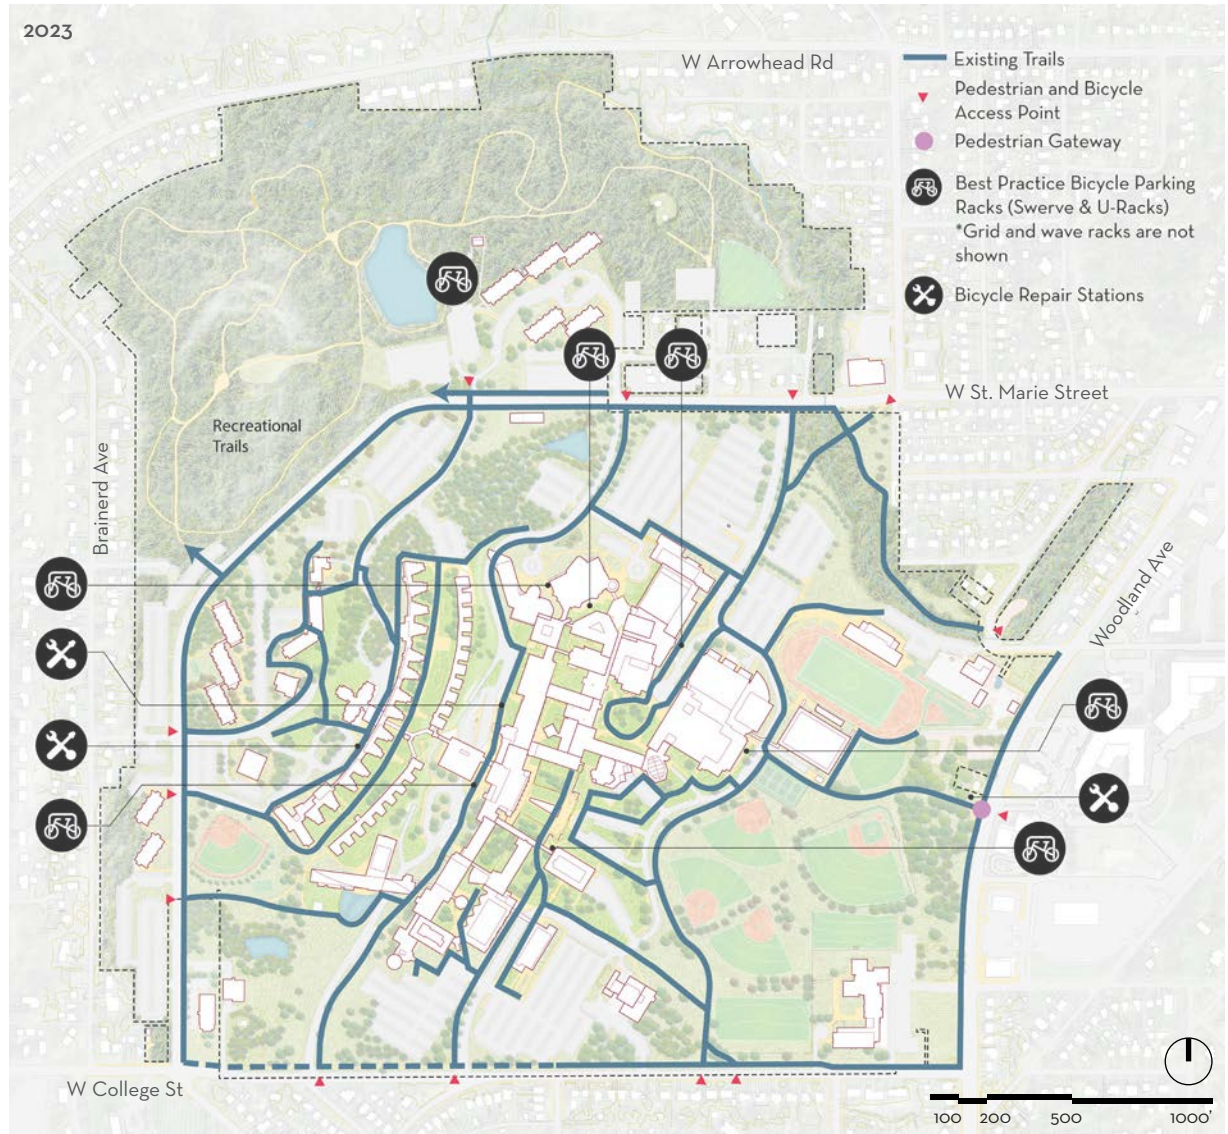 2023
W Arrowhead Rd
Existing Trails
Pedestrian and Bicycle
Access Point
Pedestrian Gateway
Best Practice Bicycle Parking
Racks (Swerve & U-Racks)
*Grid and wave racks are not
shown
Bicycle Repair Stations
W St. Marie Street
Recreational
Trails
Brainerd Ave
Woodland Ave
W College St
100 200 500 1000'